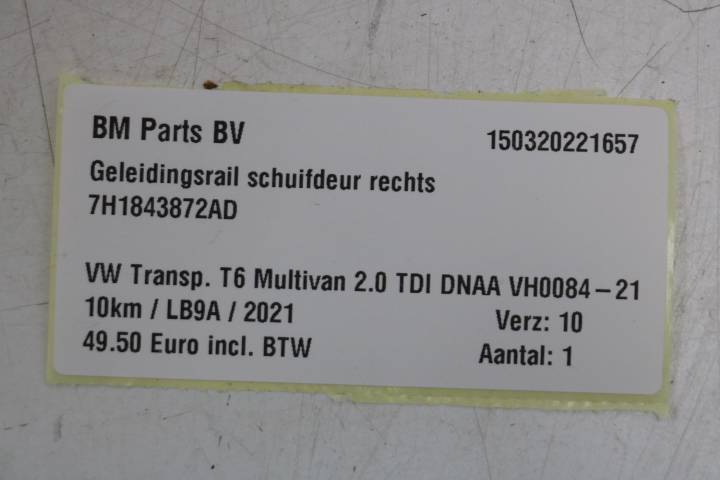 BM Parts BV 150320221657
Geleidingsrail schuifdeur rechts
7H1843872AD
VW Transp. T6 Multivan 2.0 TDI DNAA VH0084-21
10km / LB9A / 2021 Verz: 10
49.50 Euro incl. BTW Aantal: 1